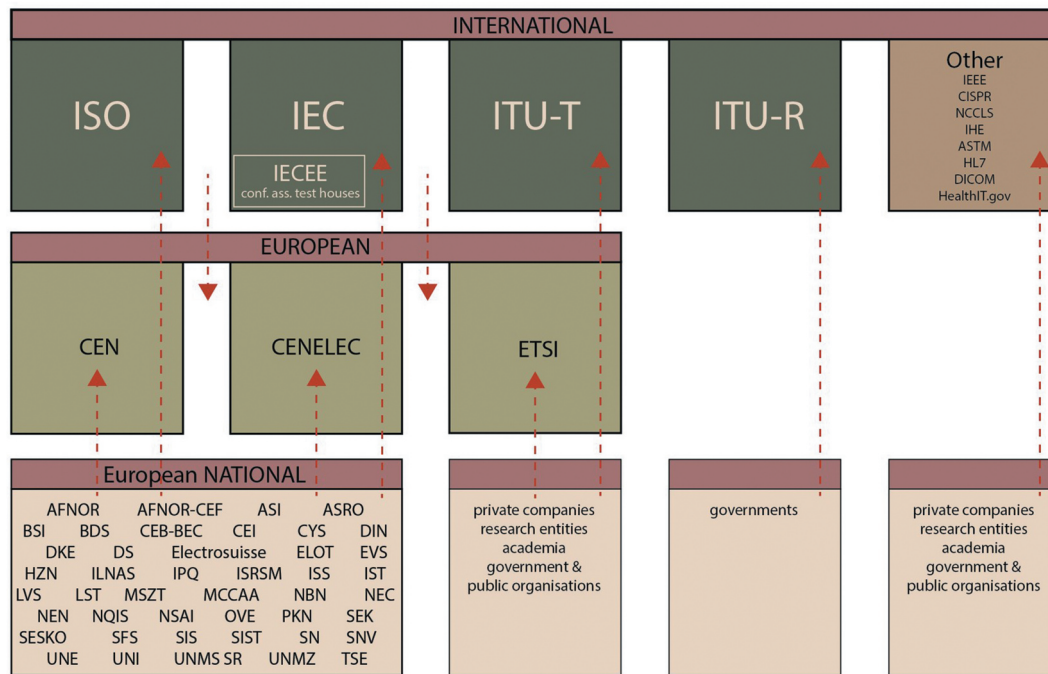 INTERNATIONAL
ISO
IEC
IECEE
conf. ass. test houses
ITU-T
ITU-R
Other
IEEE
CISPR
NCCLS
IHE
ASTM
HL7
DICOM
HealthIT.gov
EUROPEAN
CEN
CENELEC
ETSI
European NATIONAL
AFNOR AFNOR-CEF ASI ASRO
BSI BDS CEB-BEC CEI CYS DIN
DKE DS Electrosuisse ELOT EVS
HZN ILNAS IPQ ISRSM ISS IST
LVS LST MSZT MCCAA NBN NEC
NEN NQIS NSAI OVE PKN SEK
SESKO SFS SIS SIST SN SNV
UNE UNI UNMS SR UNMZ TSE
private companies
research entities
academia
government &
public organisations
governments
private companies
research entities
academia
government &
public organisations